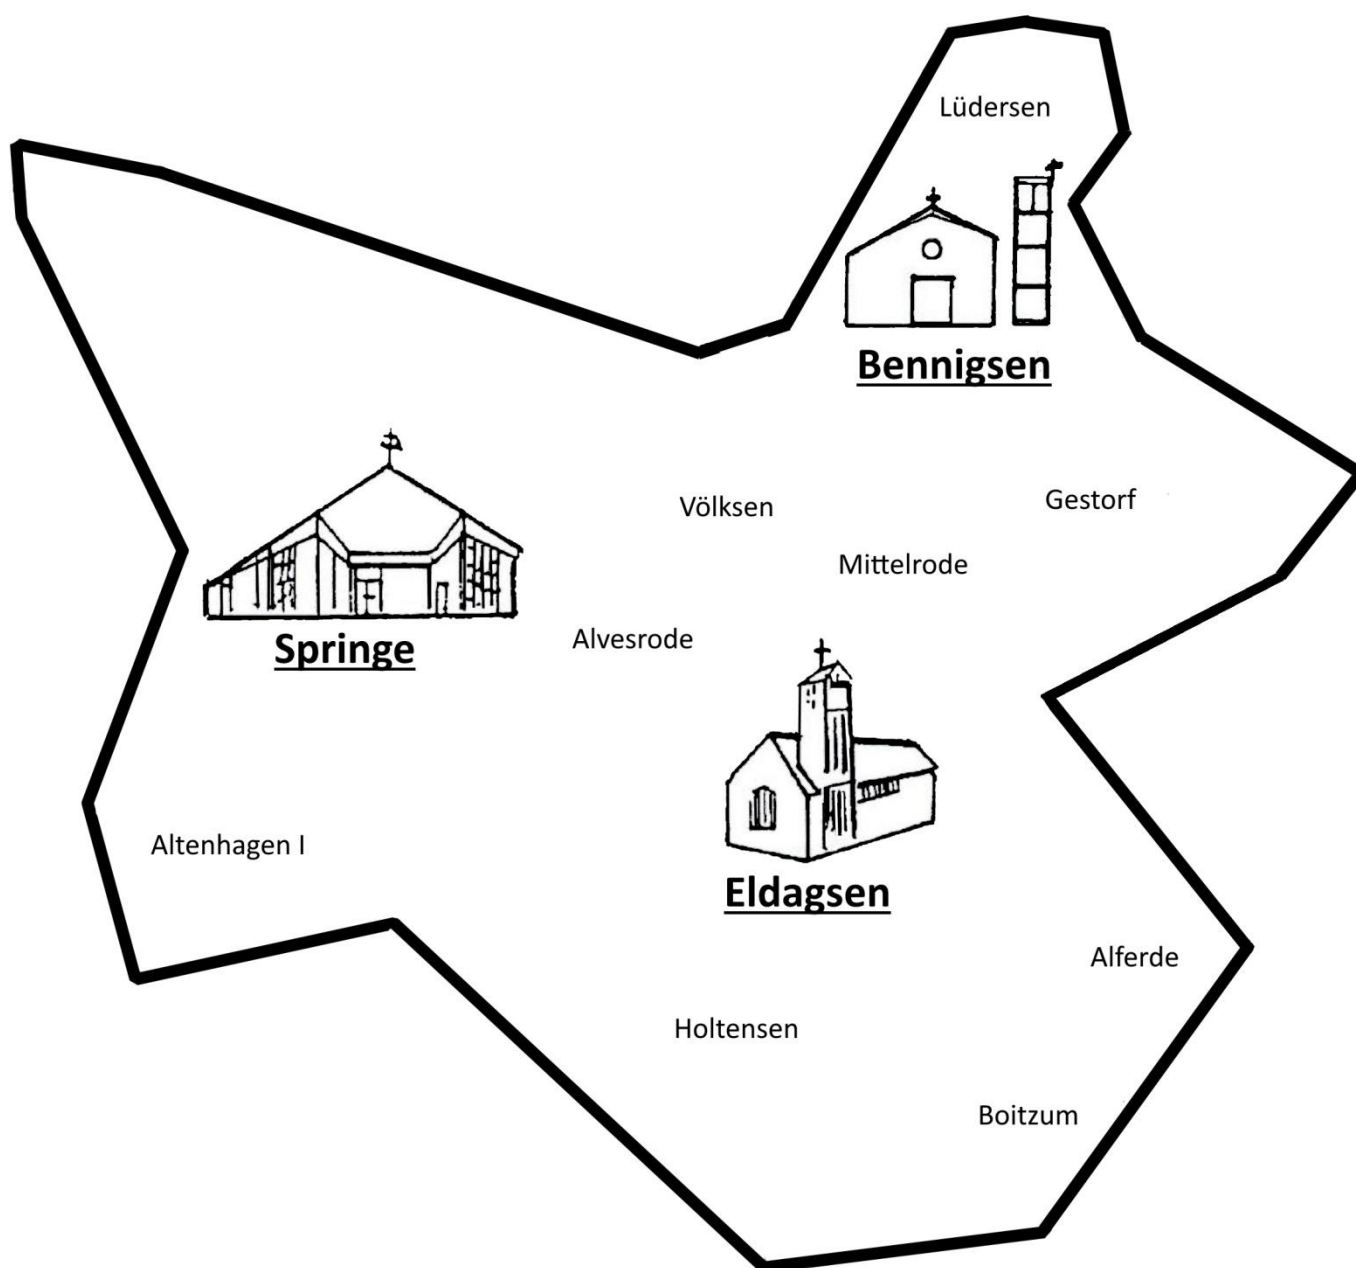 Lüdersen
Bennigsen
Völksen
Gestorf
Mittelrode
Alvesrode
Springe
Altenhagen I
Eldagsen
Alferde
Holtensen
Boitzum